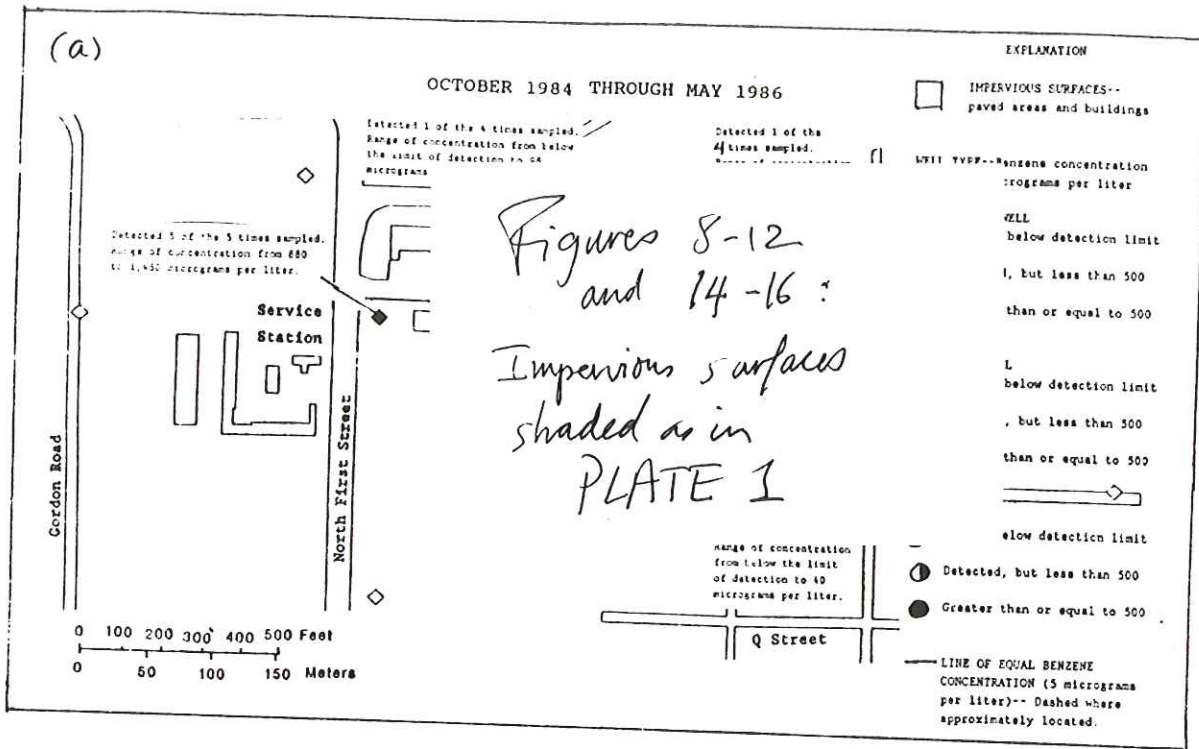 (a)
OCTOBER 1984 THROUGH MAY 1986
Detected 1 of the 4 times sampled.
Range of concentration from below
the limit of detection to
micrograms
Detected 1 of the
4 times sampled.
Detected 5 of the 5 times sampled.
Range of concentration from 680
micrograms per liter.
Service
Station
Gordon Road
North First Street
Figures 8-12
and 14-16:
Impervious surfaces
shaded as in
PLATE 1
Range of concentration
from below the limit
of detection to 40
micrograms per liter.
Q Street
0 100 200 300 400 500 Feet
0 50 100 150 Meters
EXPLANATION
IMPERVIOUS SURFACES--
paved areas and buildings
WELL TYPE--Benzene concentration
rograms per liter
ELL
below detection limit
, but less than 500
than or equal to 500
L
below detection limit
, but less than 500
than or equal to 500
elow detection limit
Detected, but less than 500
Greater than or equal to 500
LINE OF EQUAL BENZENE
CONCENTRATION (5 micrograms
per liter)-- Dashed where
approximately located.